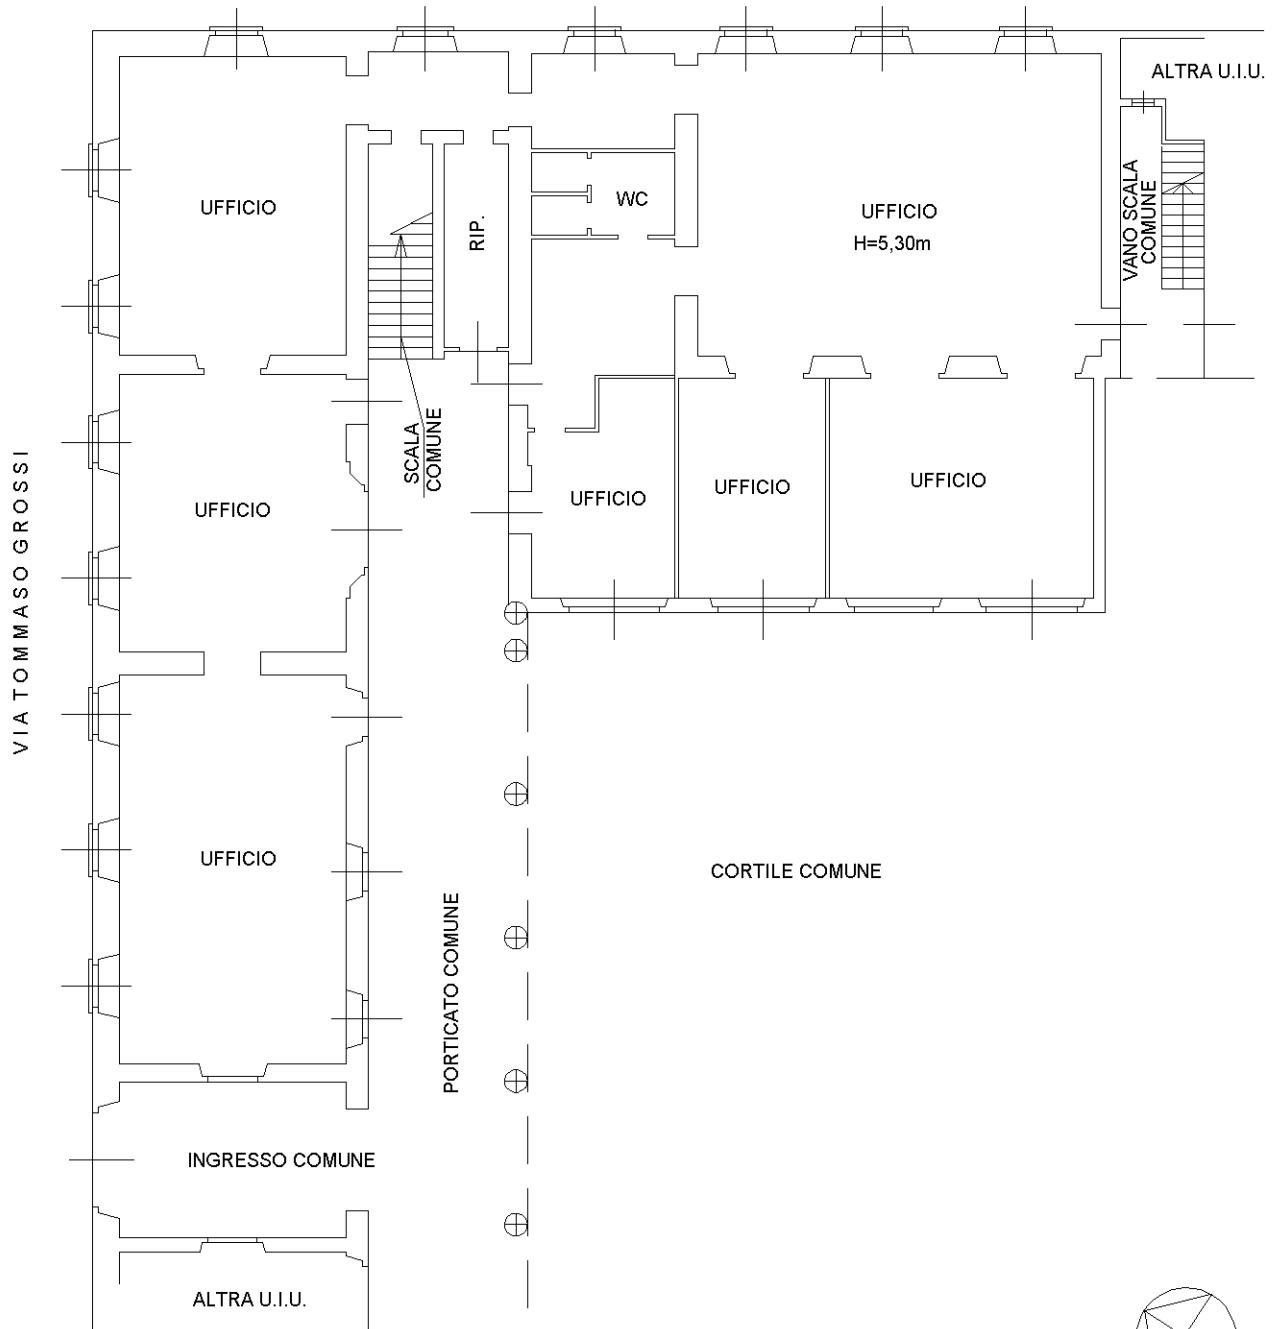 ALTRA U.I.U.
UFFICIO
RIP.
WC
UFFICIO
H=5,30m
VANO SCALA
COMUNE
VIA TOMMASO GROSSI
UFFICIO
SCALA
COMUNE
UFFICIO
UFFICIO
UFFICIO
UFFICIO
CORTILE COMUNE
PORTICATO COMUNE
INGRESSO COMUNE
ALTRA U.I.U.